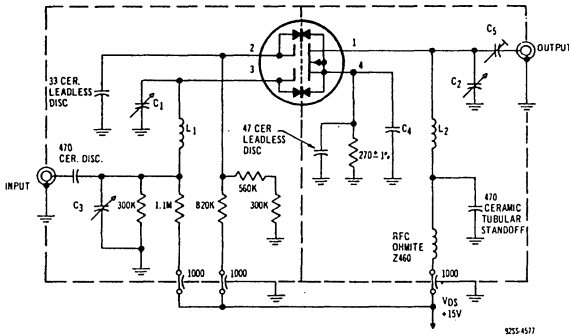 C5
OUTPUT
2
1
3
4
33 CER.
LEADLESS
DISC
C1
C2
L1
47 CER
LEADLESS
DISC
C4
L2
270± 1%
470
CER. DISC.
INPUT
C3
300K
1.1M
820K
560K
300K
470
CERAMIC
TUBULAR
STANDOFF
RFC
OHMITE
Z460
1000
1000
1000
VDS
+15V
92SS-4577